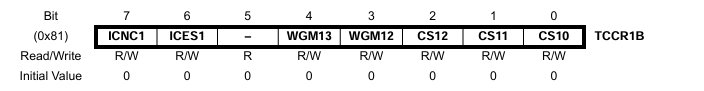 Bit 7 6 5 4 3 2 1 0
(0x81) ICNC1 ICES1 – WGM13 WGM12 CS12 CS11 CS10 TCCR1B
Read/Write R/W R/W R R/W R/W R/W R/W R/W
Initial Value 0 0 0 0 0 0 0 0